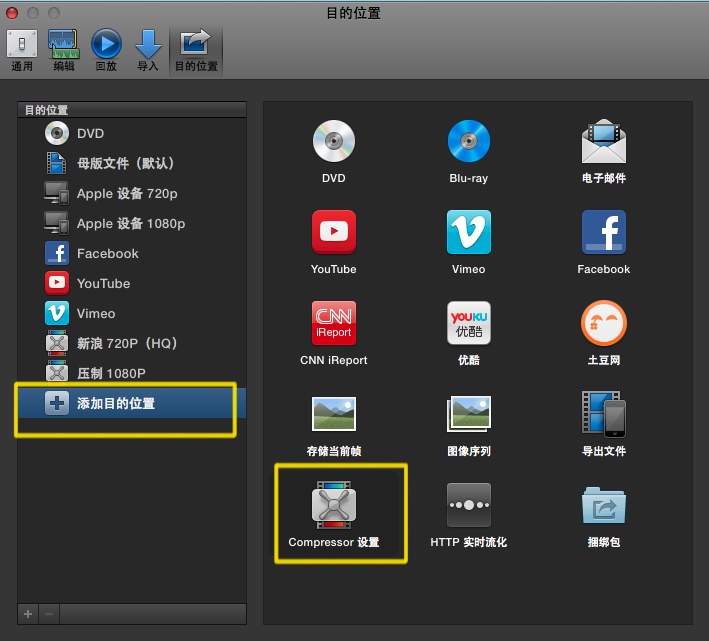 目的位置
通用 编辑 回放 导入 目的位置
目的位置
DVD
母版文件（默认）
Apple 设备 720p
Apple 设备 1080p
Facebook
YouTube
Vimeo
新浪 720P（HQ）
压制 1080P
添加目的位置
DVD Blu-ray 电子邮件
YouTube Vimeo Facebook
CNN
iReport
YOUKU
优酷
CNN iReport 优酷 土豆网
存储当前帧 图像序列 导出文件
Compressor 设置 HTTP 实时流化 捆绑包